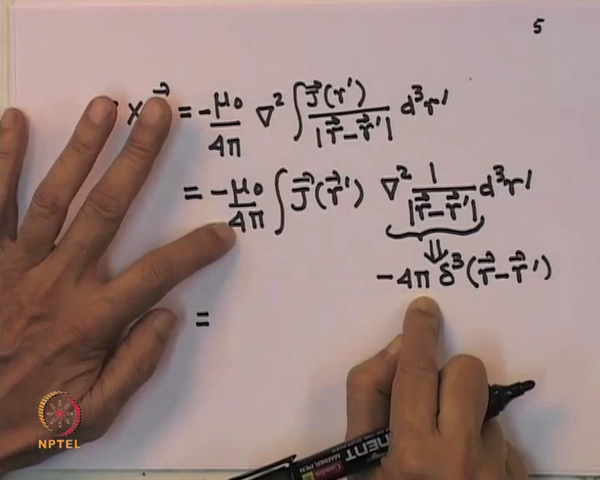 5
× = -μ₀/4π ∇² ∫ J⃗(r')/|r⃗-r⃗'| d³r'
= -μ₀/4π ∫ J⃗(r⃗') ∇² 1/|r⃗-r⃗'| d³r'
⇓
-4π δ³(r⃗-r⃗')
=
NPTEL